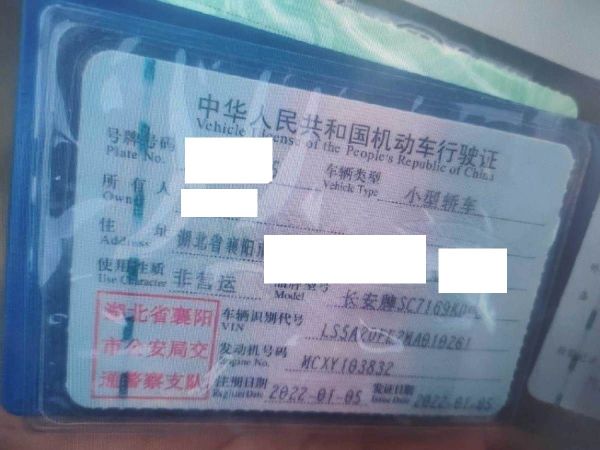 中华人民共和国机动车行驶证
Vehicle License of the People's Republic of China
号牌号码
Plate No.
车辆类型
Vehicle Type
小型轿车
所有人
Owner
住址
Address
湖北省襄阳市
使用性质
Use Character
非营运
品牌型号
Model
长安牌
湖北省襄阳
市公安局交
通警察支队
车辆识别代号
VIN
发动机号码
Engine No.
MCXY103832
注册日期
Register Date
2022-01-05
发证日期
Issue Date
2022-01-05